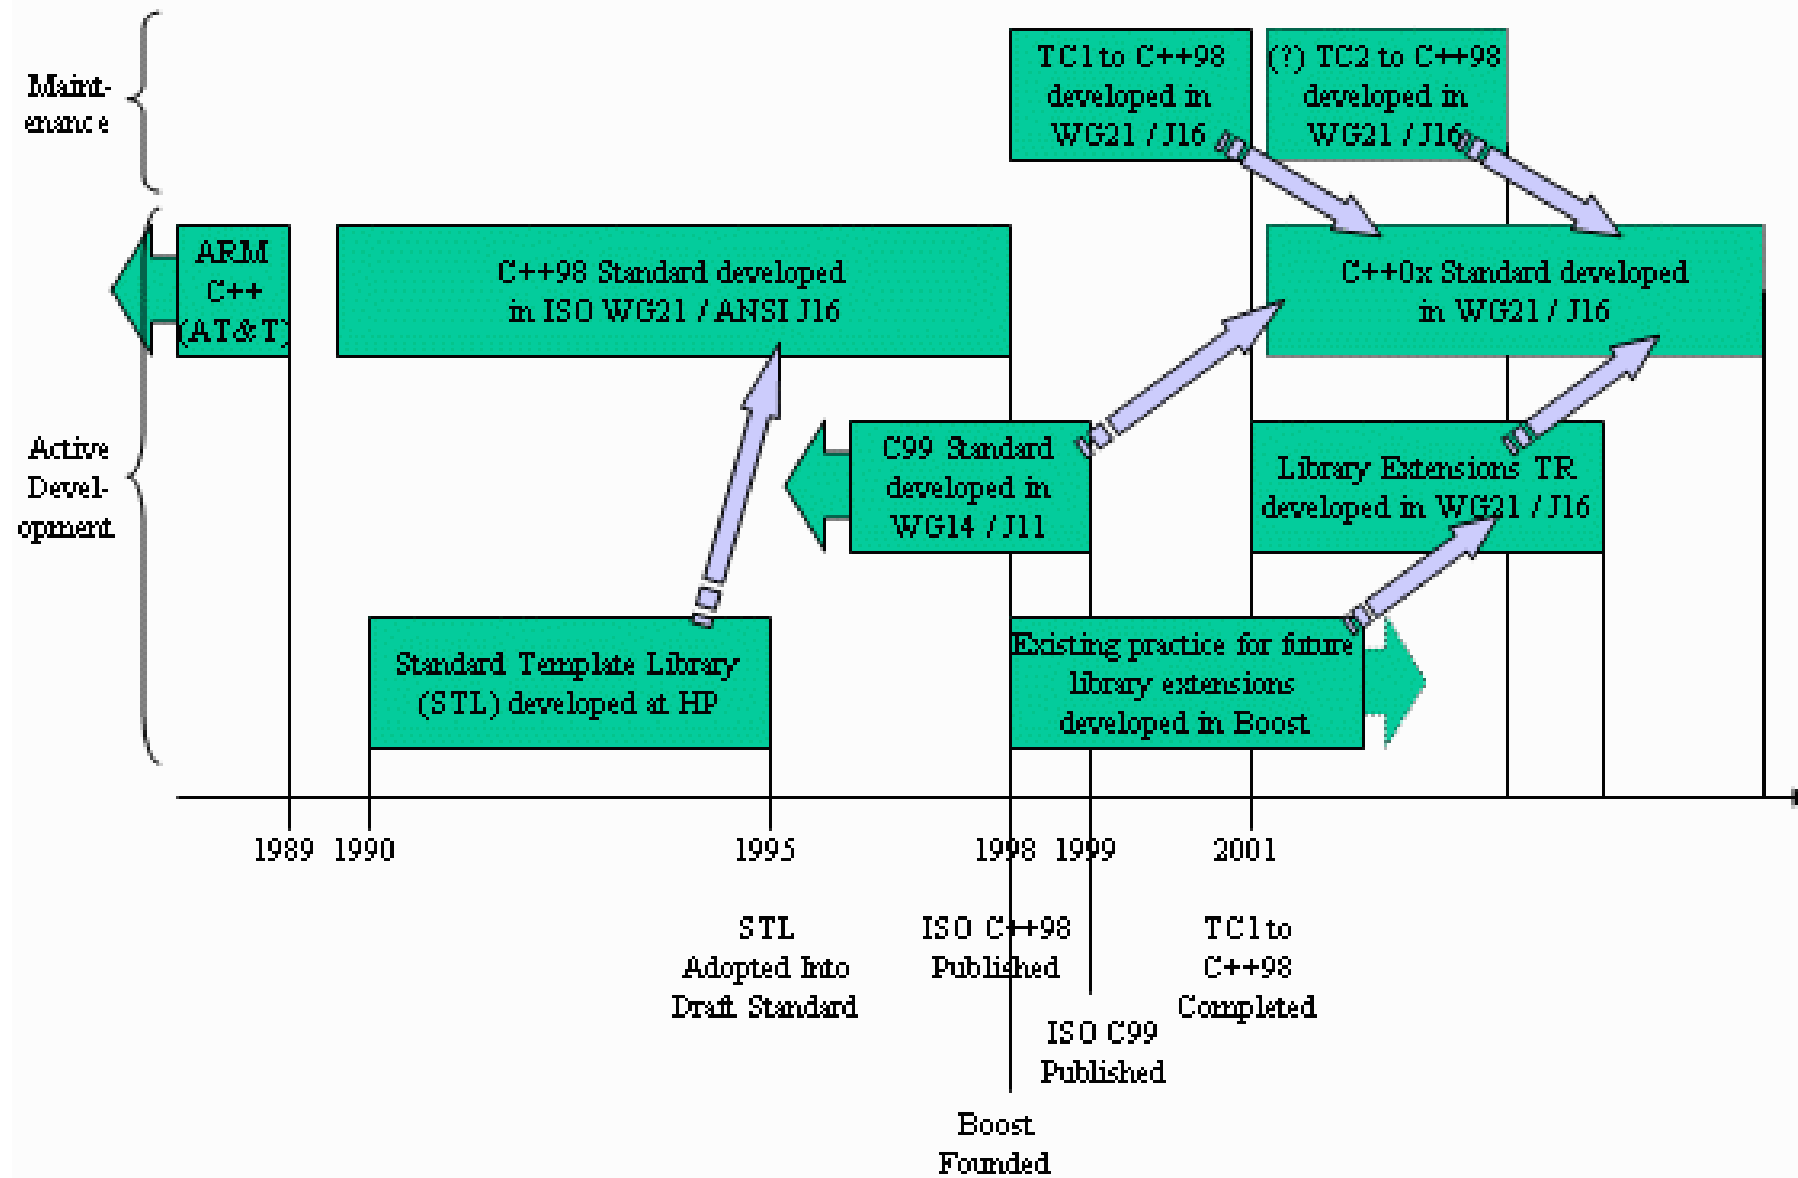 Maint-
enance
TC1 to C++98
developed in
WG21 / J16
(?) TC2 to C++98
developed in
WG21 / J16
ARM
C++
(AT&T)
C++98 Standard developed
in ISO WG21 / ANSI J16
C++0x Standard developed
in WG21 / J16
Active
Devel-
opment
C99 Standard
developed in
WG14 / J11
Library Extensions TR
developed in WG21 / J16
Standard Template Library
(STL) developed at HP
Existing practice for future
library extensions
developed in Boost
1989 1990 1995 1998 1999 2001
STL
Adopted Into
Draft Standard
ISO C++98
Published
TC1 to
C++98
Completed
ISO C99
Published
Boost
Founded